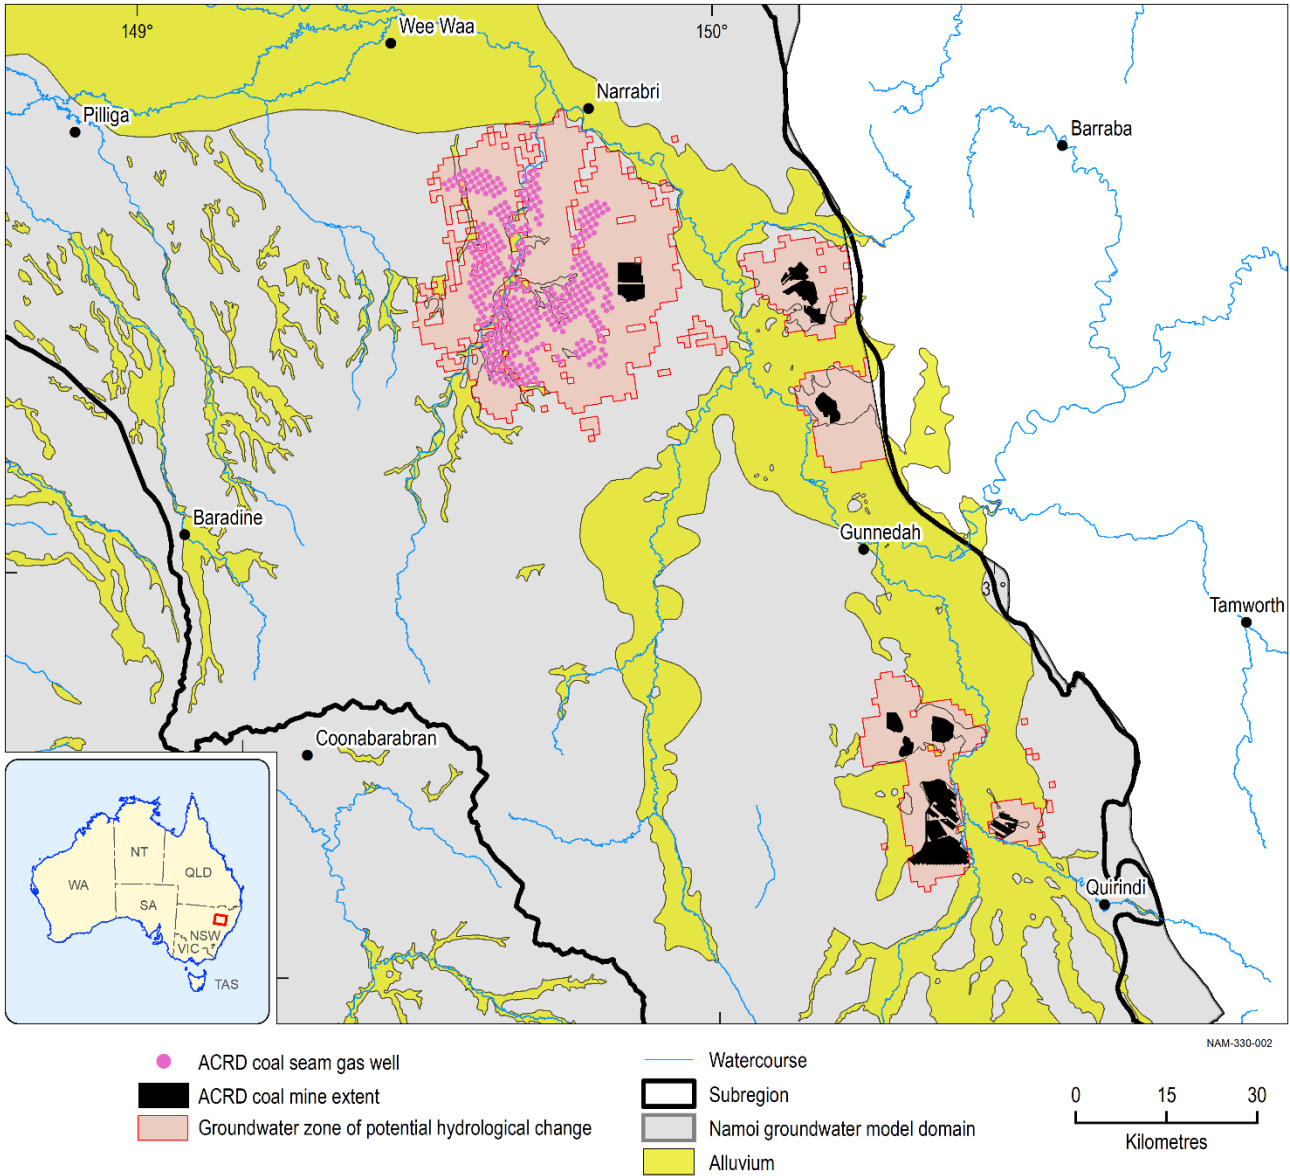 149°
150°
Wee Waa
Narrabri
Pilliga
Barraba
Baradine
Gunnedah
3 °
Tamworth
Coonabarabran
Quirindi
NT
QLD
WA
SA
NSW
VIC
TAS
NAM-330-002
ACRD coal seam gas well
ACRD coal mine extent
Groundwater zone of potential hydrological change
Watercourse
Subregion
Namoi groundwater model domain
Alluvium
0 15 30
Kilometres